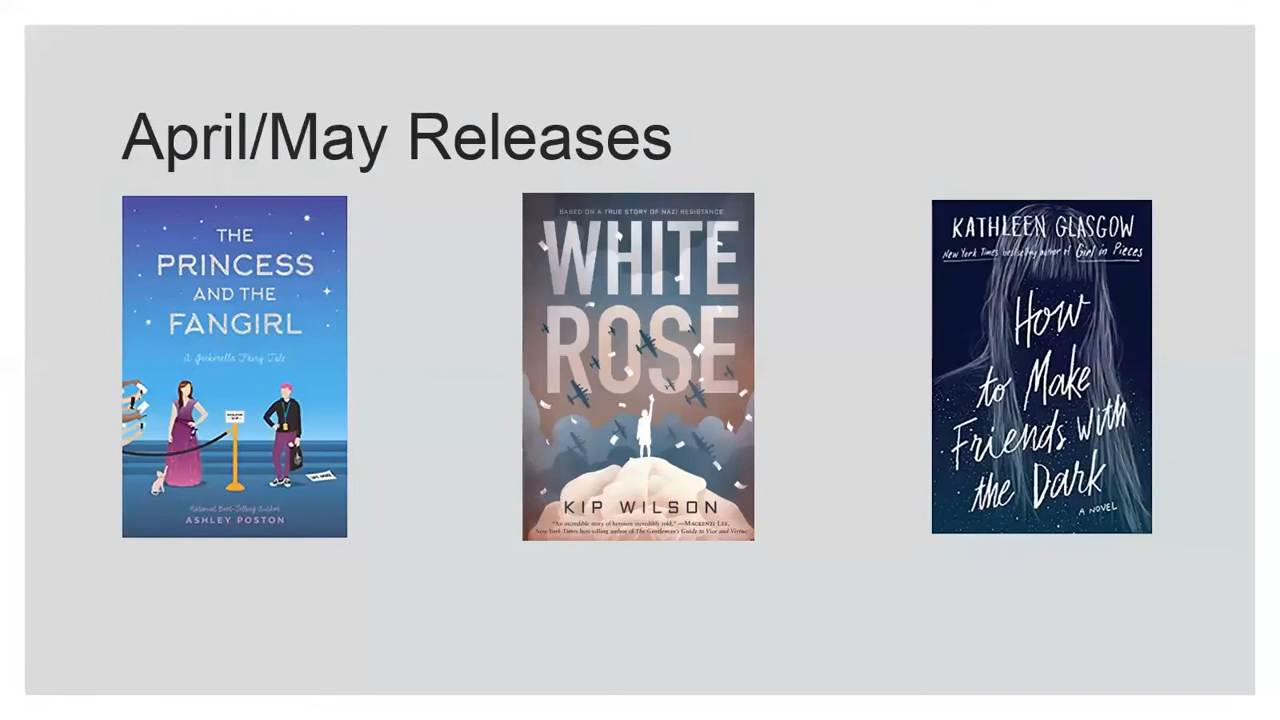 April/May Releases
THE
PRINCESS
AND THE
FANGIRL
A Geekerella Fairy Tale
National Best-Selling Author
ASHLEY POSTON
BASED ON A TRUE STORY OF NAZI RESISTANCE
WHITE
ROSE
KIP WILSON
"An incredible story of heroism incredibly told." —MACKENZI LEE,
New York Times best-selling author of The Gentleman's Guide to Vice and Virtue
KATHLEEN GLASGOW
New York Times bestselling author of Girl in Pieces
How
to Make
Friends with
the Dark
A NOVEL